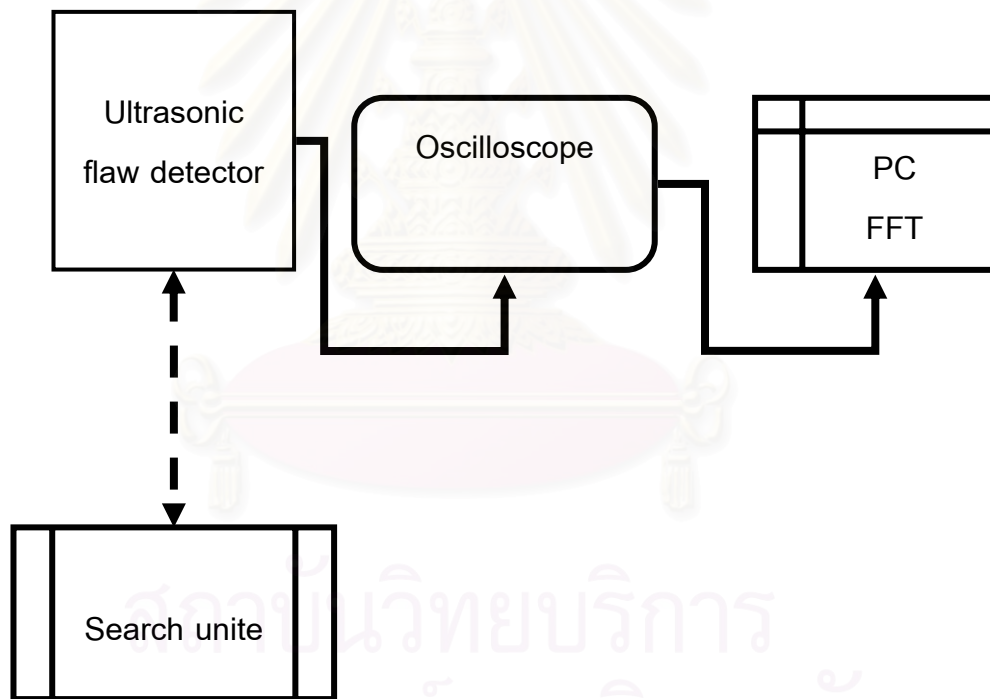 Ultrasonic
flaw detector
Oscilloscope
PC
FFT
Search unite
สถาบันวิทยบริการ